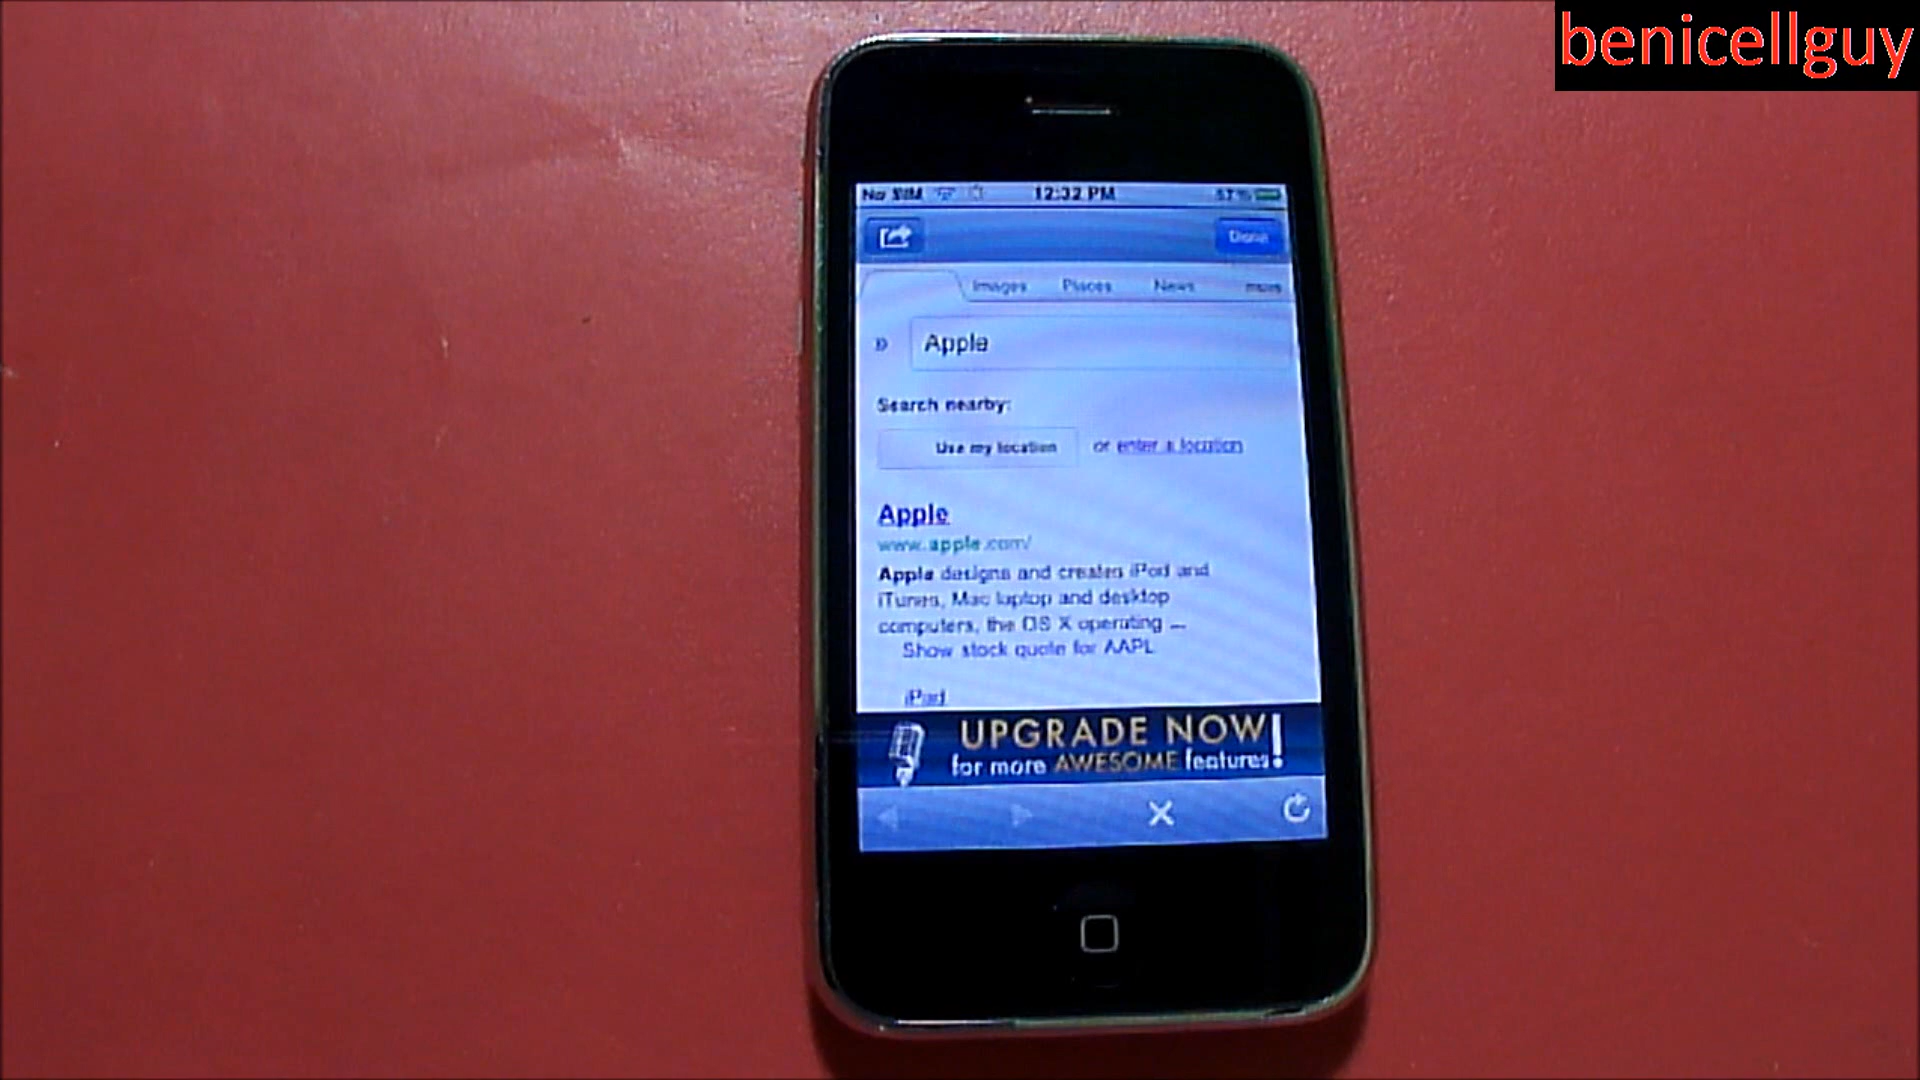 benicellguy
No SIM 12:32 PM 57%
Done
Images Places News more
» Apple
Search nearby:
Use my location or enter a location
Apple
www.apple.com/
Apple designs and creates iPod and
iTunes, Mac laptop and desktop
computers, the OS X operating ...
Show stock quote for AAPL
UPGRADE NOW!
for more AWESOME features!